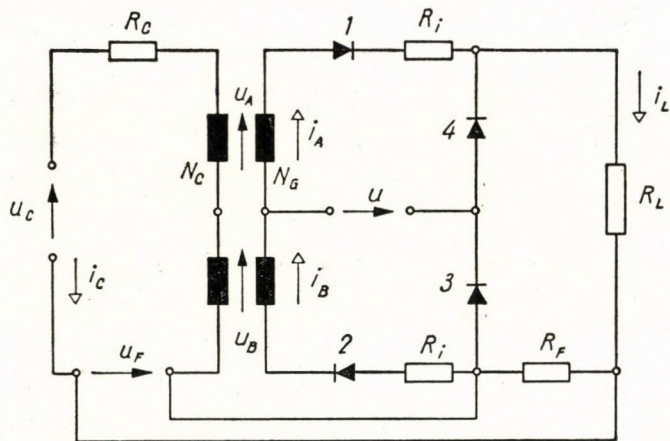 R_C
1
R_i
u_A
i_A
4
i_L
N_C
N_G
u_C
u
R_L
i_C
i_B
3
u_F
u_B
2
R_i
R_F